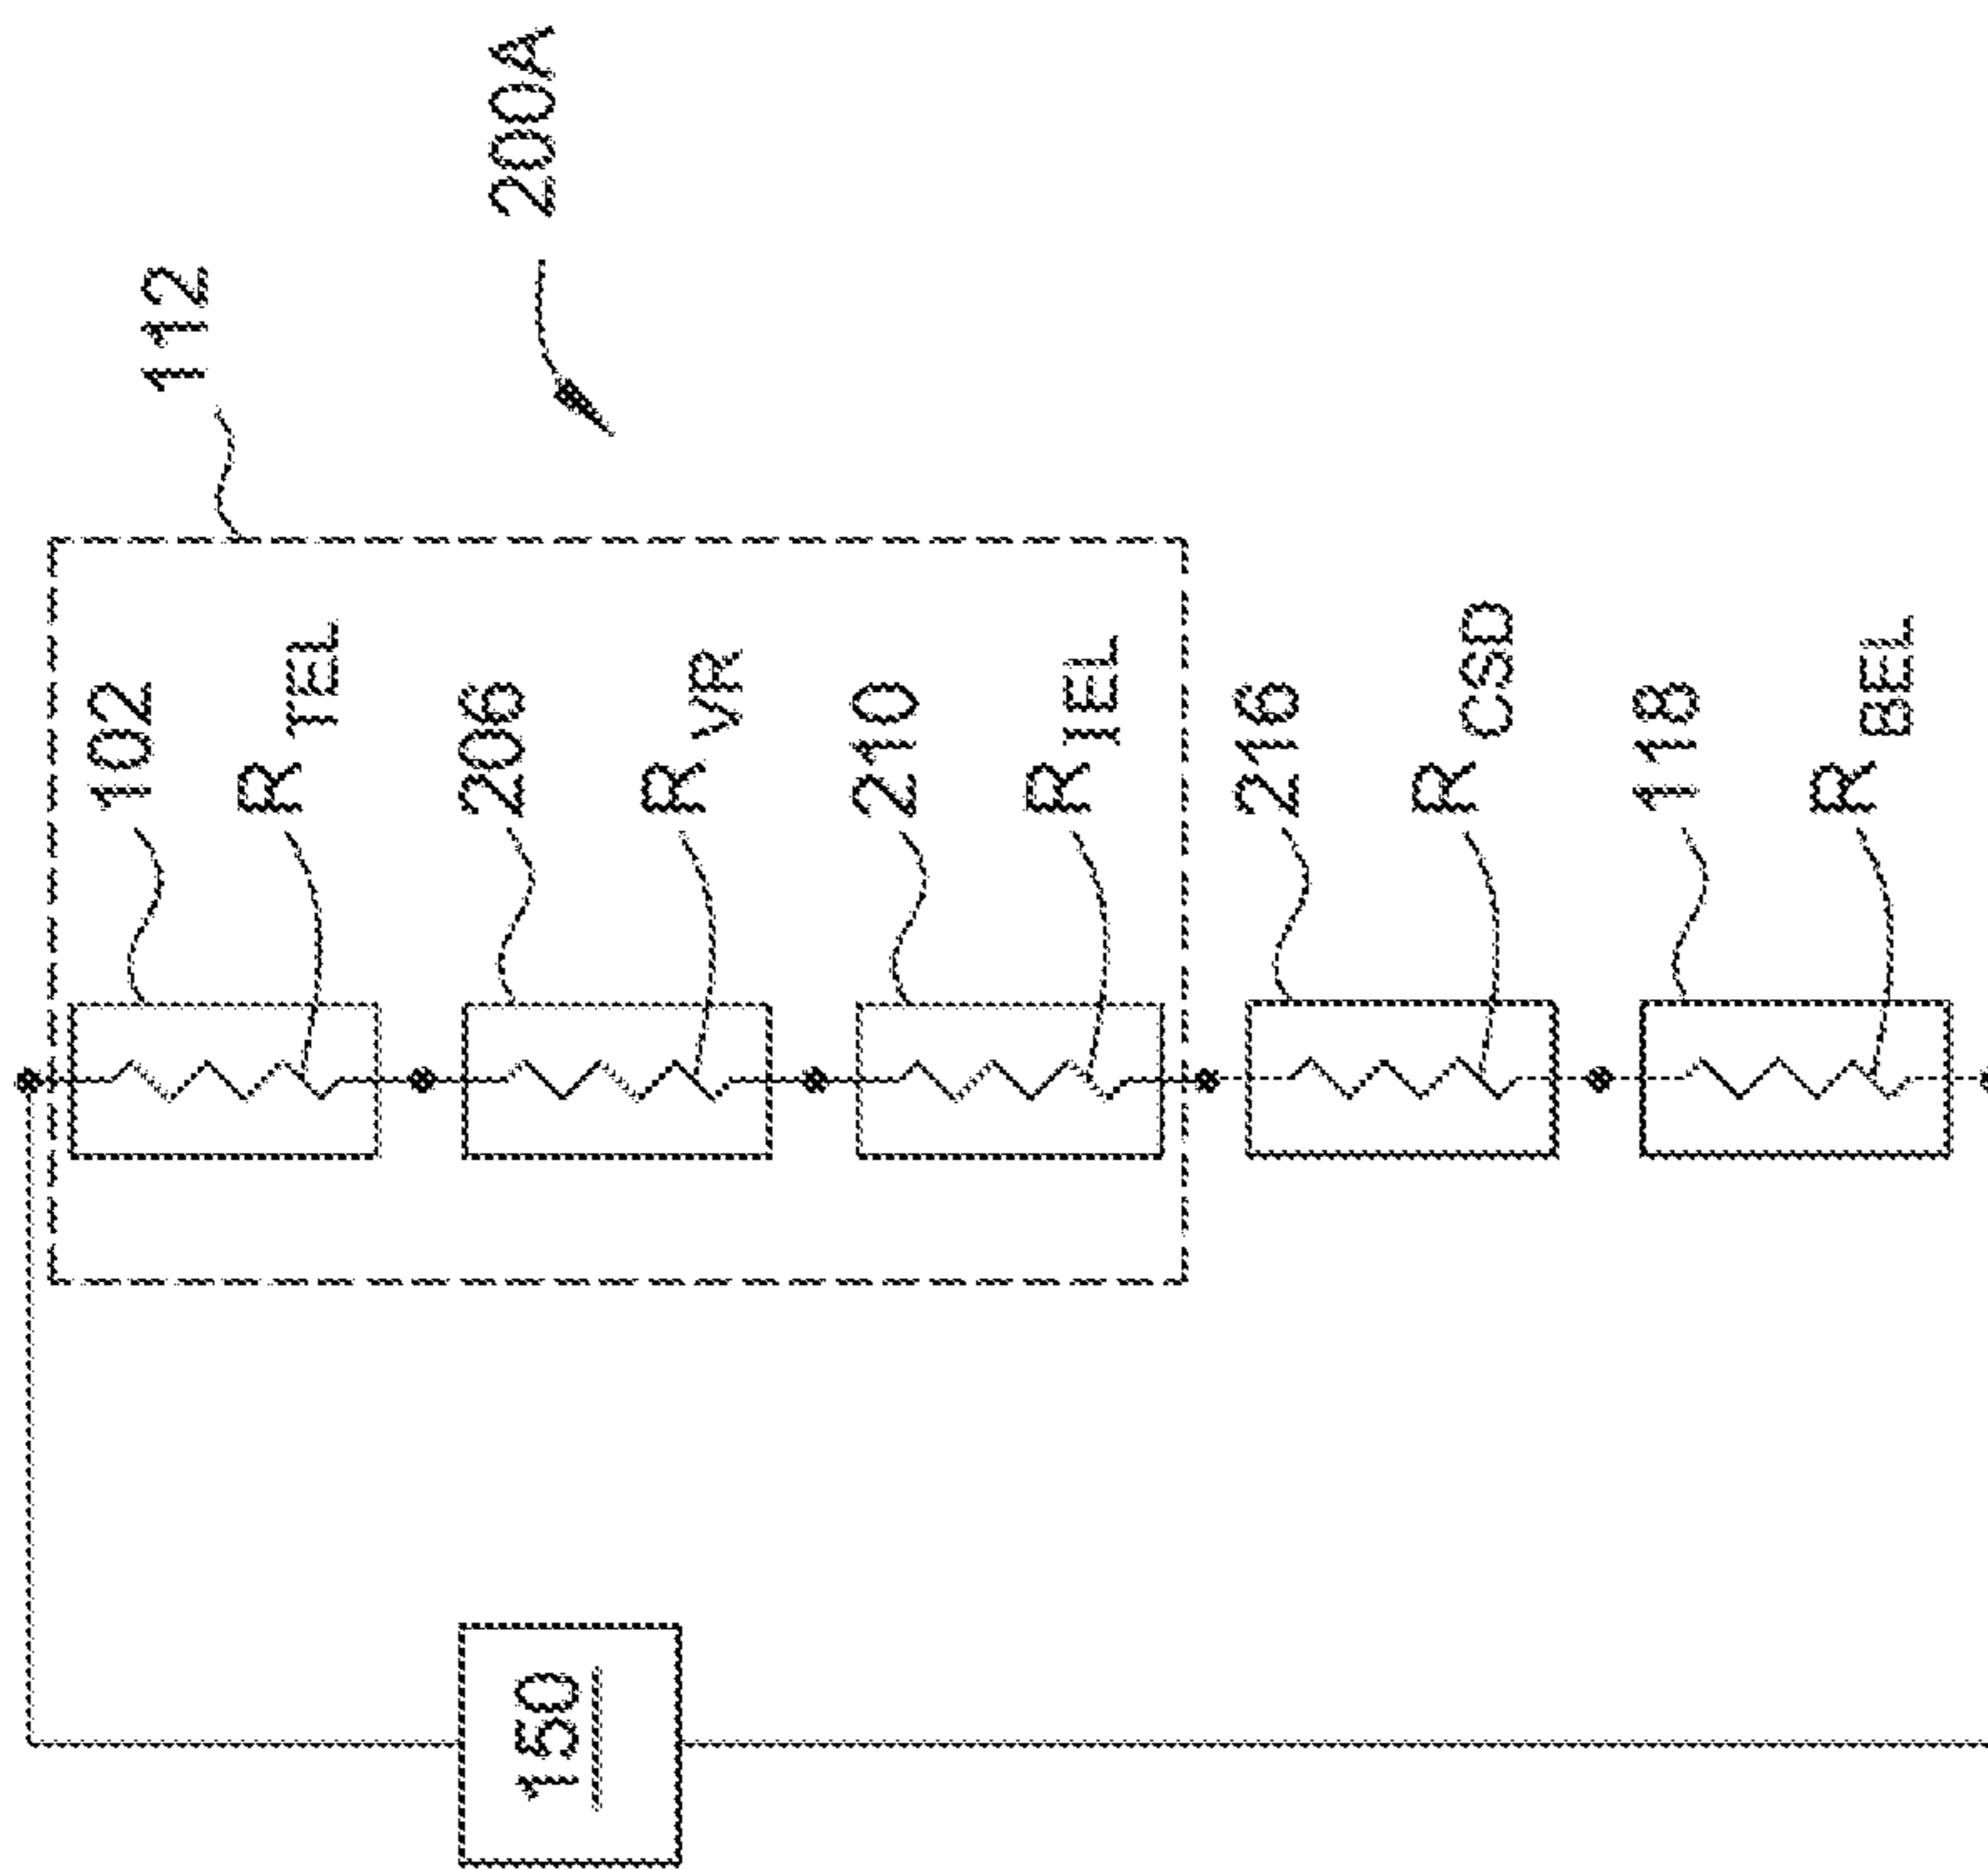 200A
112
102
R TEL
206
R VR
210
R IEL
216
R CSD
118
R BEL
150